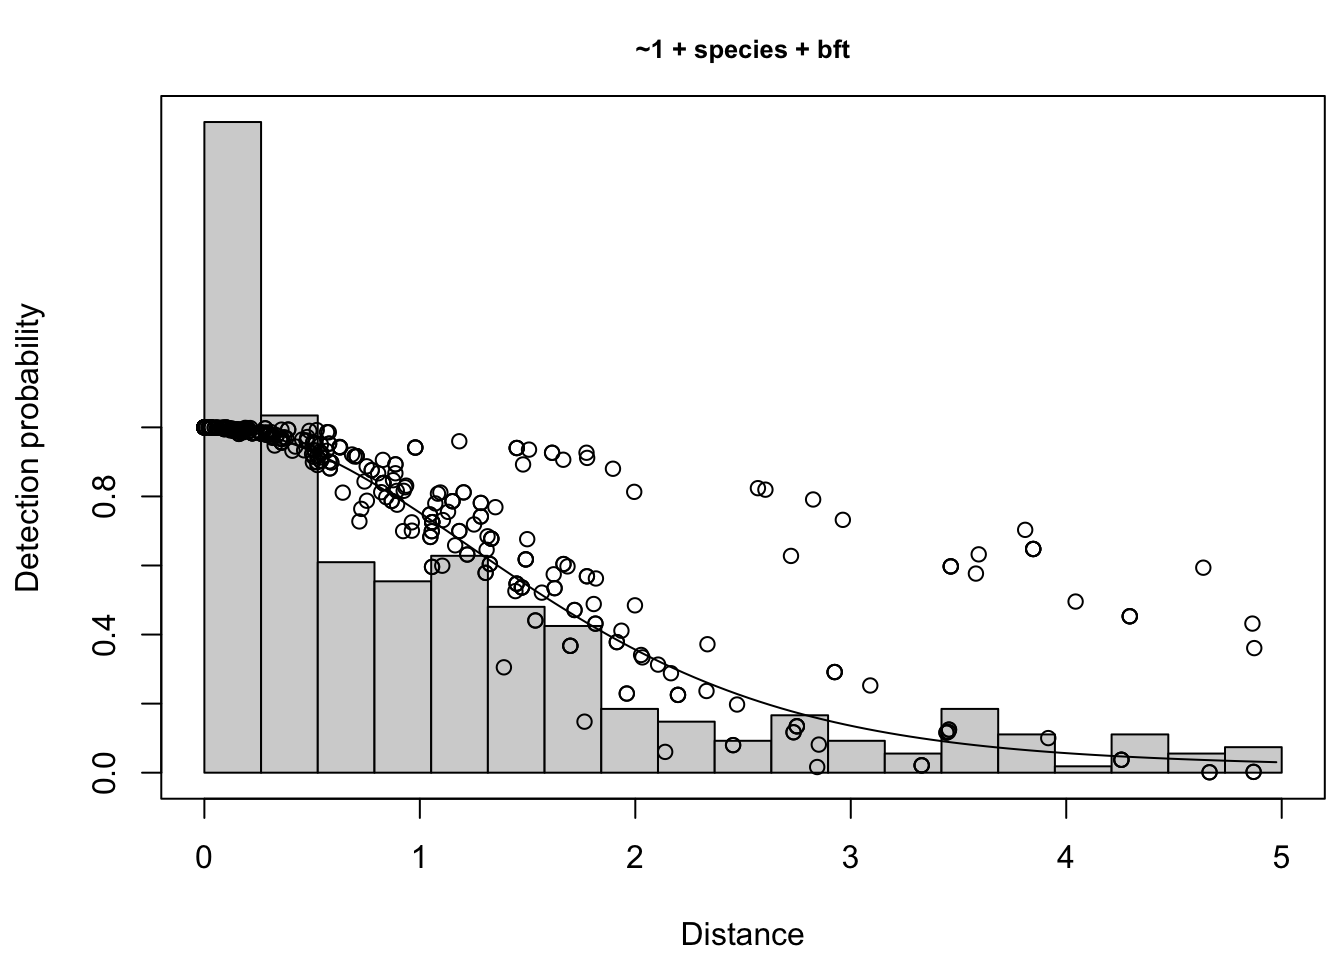 ~1 + species + bft
Detection probability
0.8
0.4
0.0
0 1 2 3 4 5
Distance